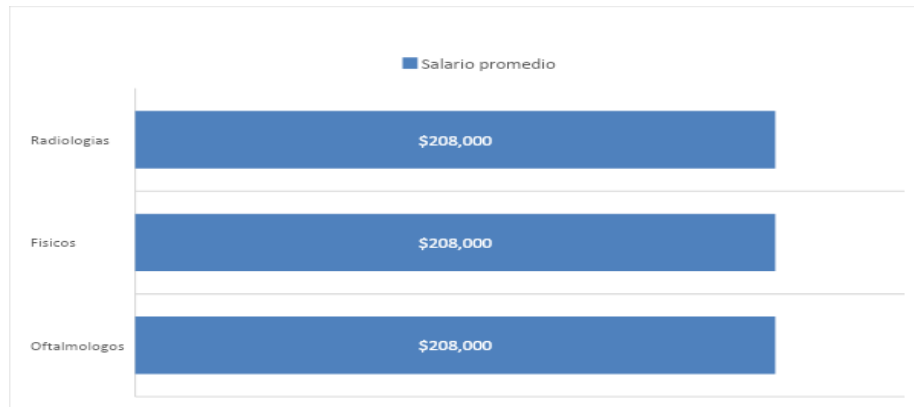 Salario promedio
Radiologias
$208,000
Fisicos
$208,000
Oftalmologos
$208,000